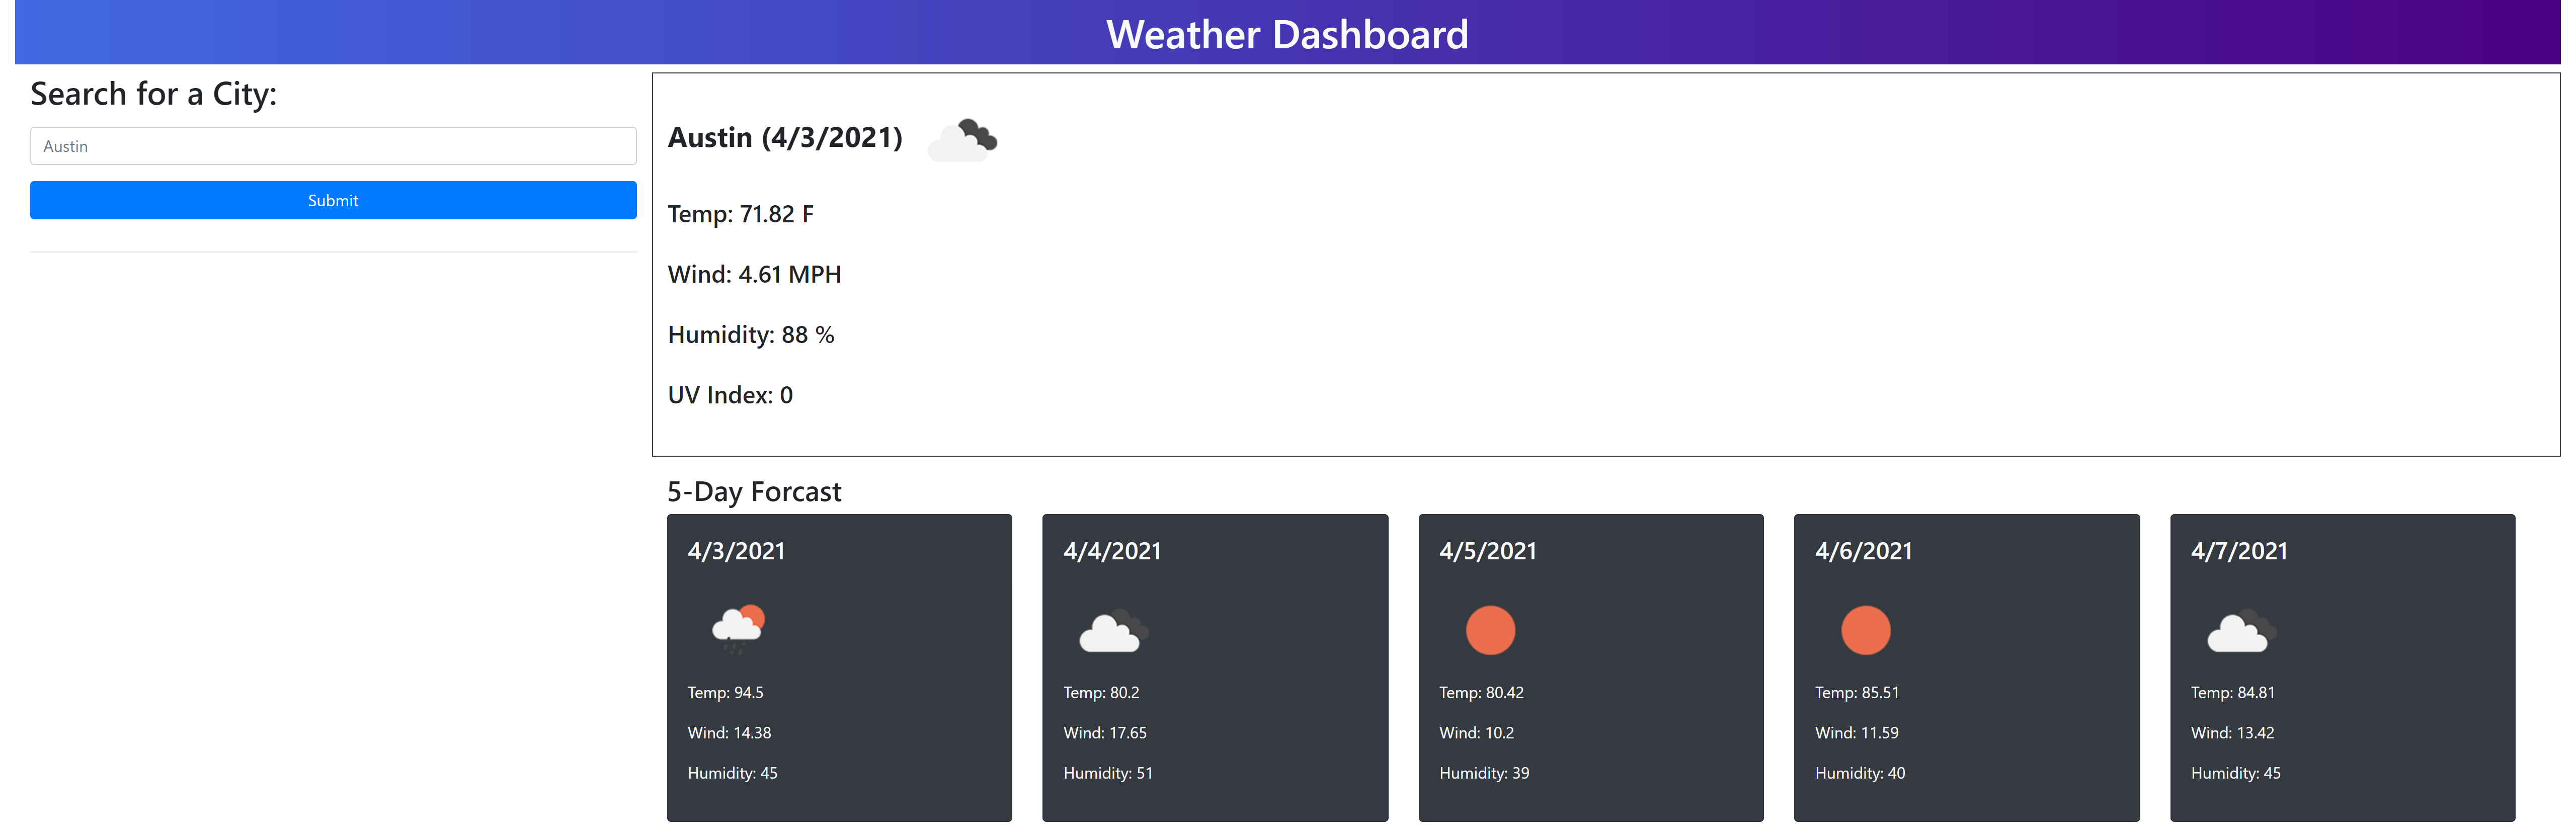 Weather Dashboard
Search for a City:
Austin
Submit
Austin (4/3/2021)
Temp: 71.82 F
Wind: 4.61 MPH
Humidity: 88 %
UV Index: 0
5-Day Forcast
4/3/2021
Temp: 94.5
Wind: 14.38
Humidity: 45
4/4/2021
Temp: 80.2
Wind: 17.65
Humidity: 51
4/5/2021
Temp: 80.42
Wind: 10.2
Humidity: 39
4/6/2021
Temp: 85.51
Wind: 11.59
Humidity: 40
4/7/2021
Temp: 84.81
Wind: 13.42
Humidity: 45